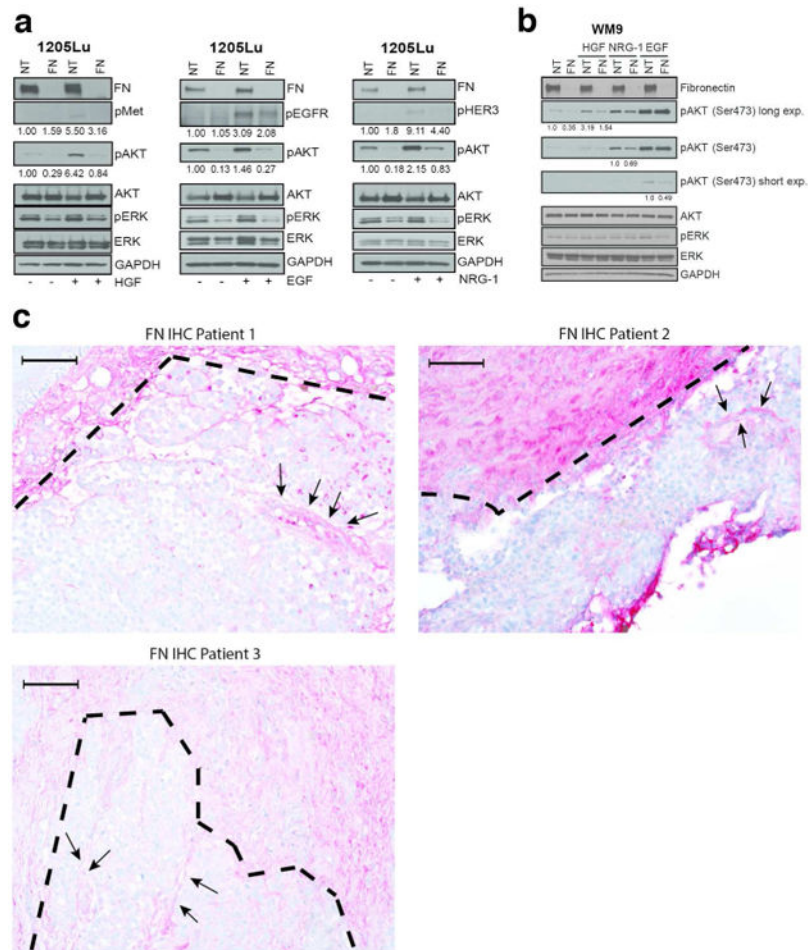 a
1205Lu
NT FN NT FN
FN
pMet
1.00 1.59 5.50 3.16
pAKT
1.00 0.29 6.42 0.84
AKT
pERK
ERK
GAPDH
- - + +
HGF
1205Lu
NT FN NT FN
FN
pEGFR
1.00 1.05 3.09 2.08
pAKT
1.00 0.13 1.46 0.27
AKT
pERK
ERK
GAPDH
- - + +
EGF
1205Lu
NT FN NT FN
FN
pHER3
1.00 1.8 9.11 4.40
pAKT
1.00 0.18 2.15 0.83
AKT
pERK
ERK
GAPDH
- - + +
NRG-1
b
WM9
HGF NRG-1 EGF
NT FN NT FN NT FN NT FN
Fibronectin
pAKT (Ser473) long exp.
1.0 0.35 3.19 1.54
pAKT (Ser473)
1.0 0.69
pAKT (Ser473) short exp.
1.0 0.49
AKT
pERK
ERK
GAPDH
c
FN IHC Patient 1
FN IHC Patient 2
FN IHC Patient 3